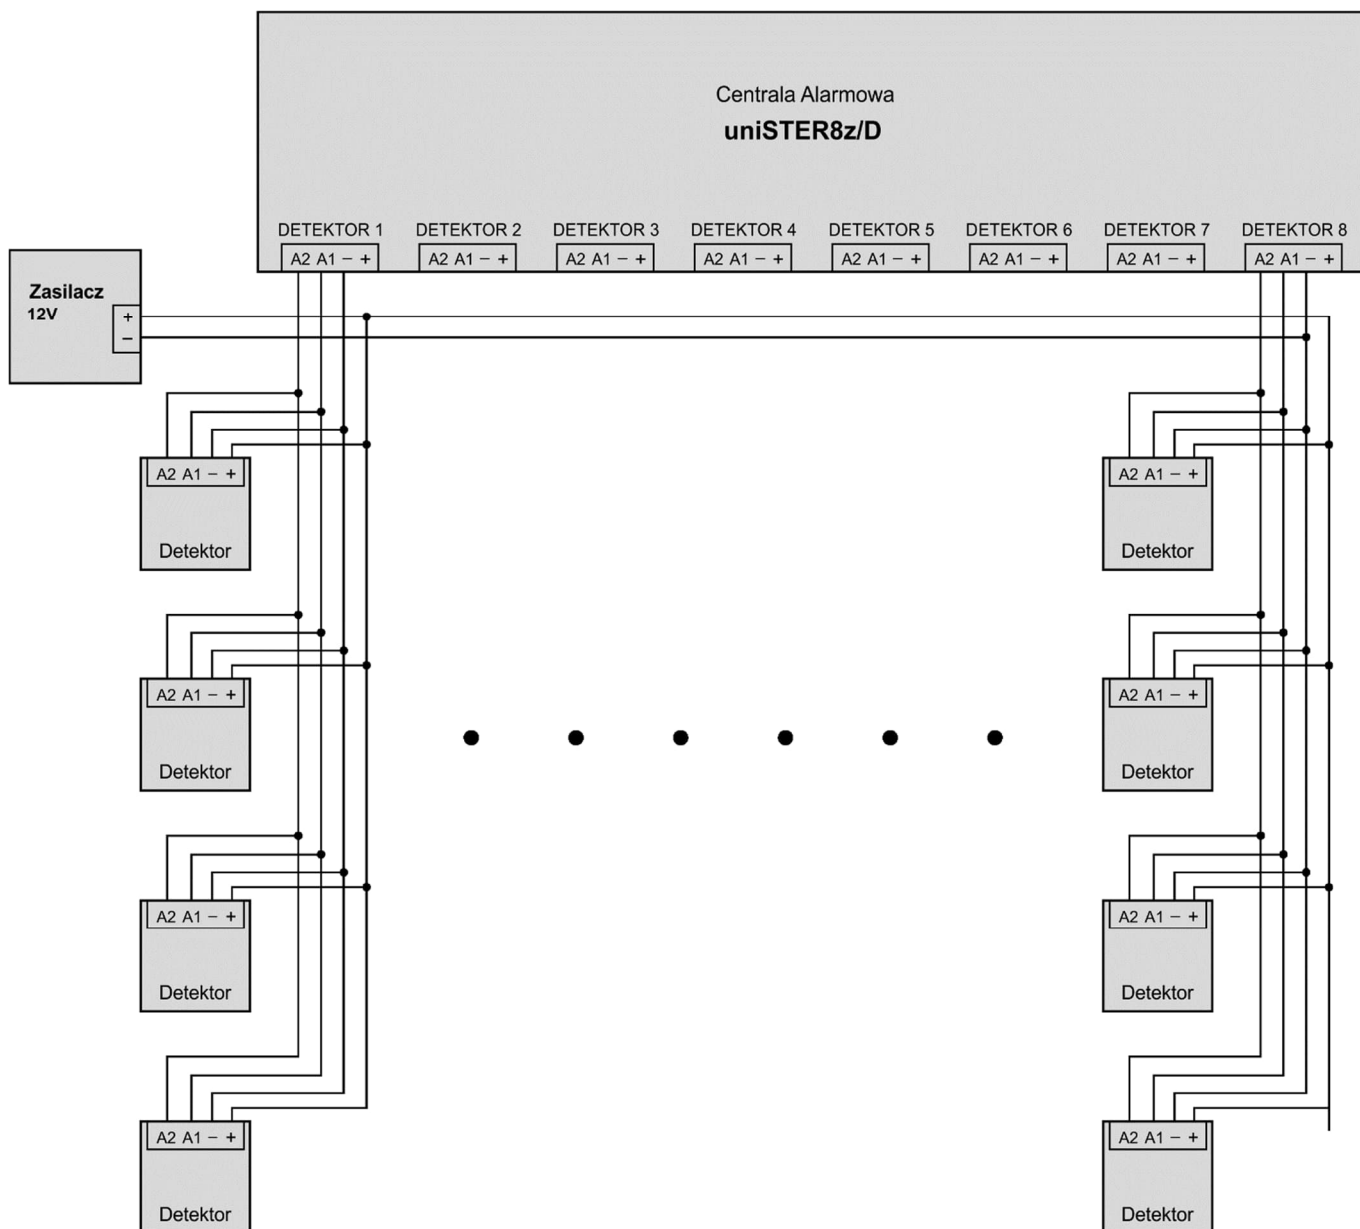 Centrala Alarmowa
uniSTER8z/D
DETEKTOR 1 DETEKTOR 2 DETEKTOR 3 DETEKTOR 4 DETEKTOR 5 DETEKTOR 6 DETEKTOR 7 DETEKTOR 8
A2 A1 − + A2 A1 − + A2 A1 − + A2 A1 − + A2 A1 − + A2 A1 − + A2 A1 − + A2 A1 − +
Zasilacz
12V
+
−
A2 A1 − + A2 A1 − +
Detektor Detektor
A2 A1 − + A2 A1 − +
Detektor Detektor
A2 A1 − + A2 A1 − +
Detektor Detektor
A2 A1 − + A2 A1 − +
Detektor Detektor